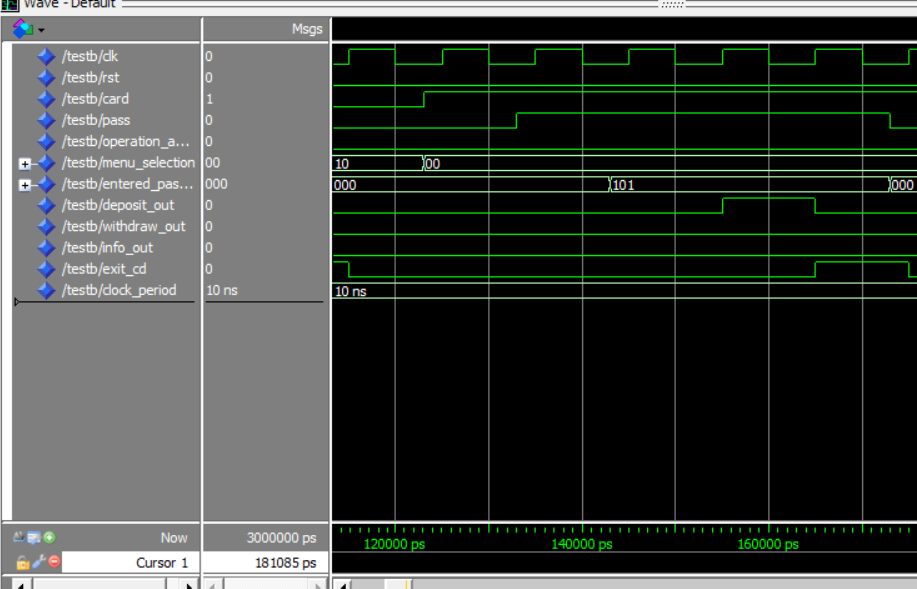 Wave - Default
Msgs
/testb/clk 0
/testb/rst 0
/testb/card 1
/testb/pass 0
/testb/operation_a... 0
/testb/menu_selection 00 10 00
/testb/entered_pas... 000 000 101 000
/testb/deposit_out 0
/testb/withdraw_out 0
/testb/info_out 0
/testb/exit_cd 0
/testb/clock_period 10 ns 10 ns
Now 3000000 ps 120000 ps 140000 ps 160000 ps
Cursor 1 181085 ps